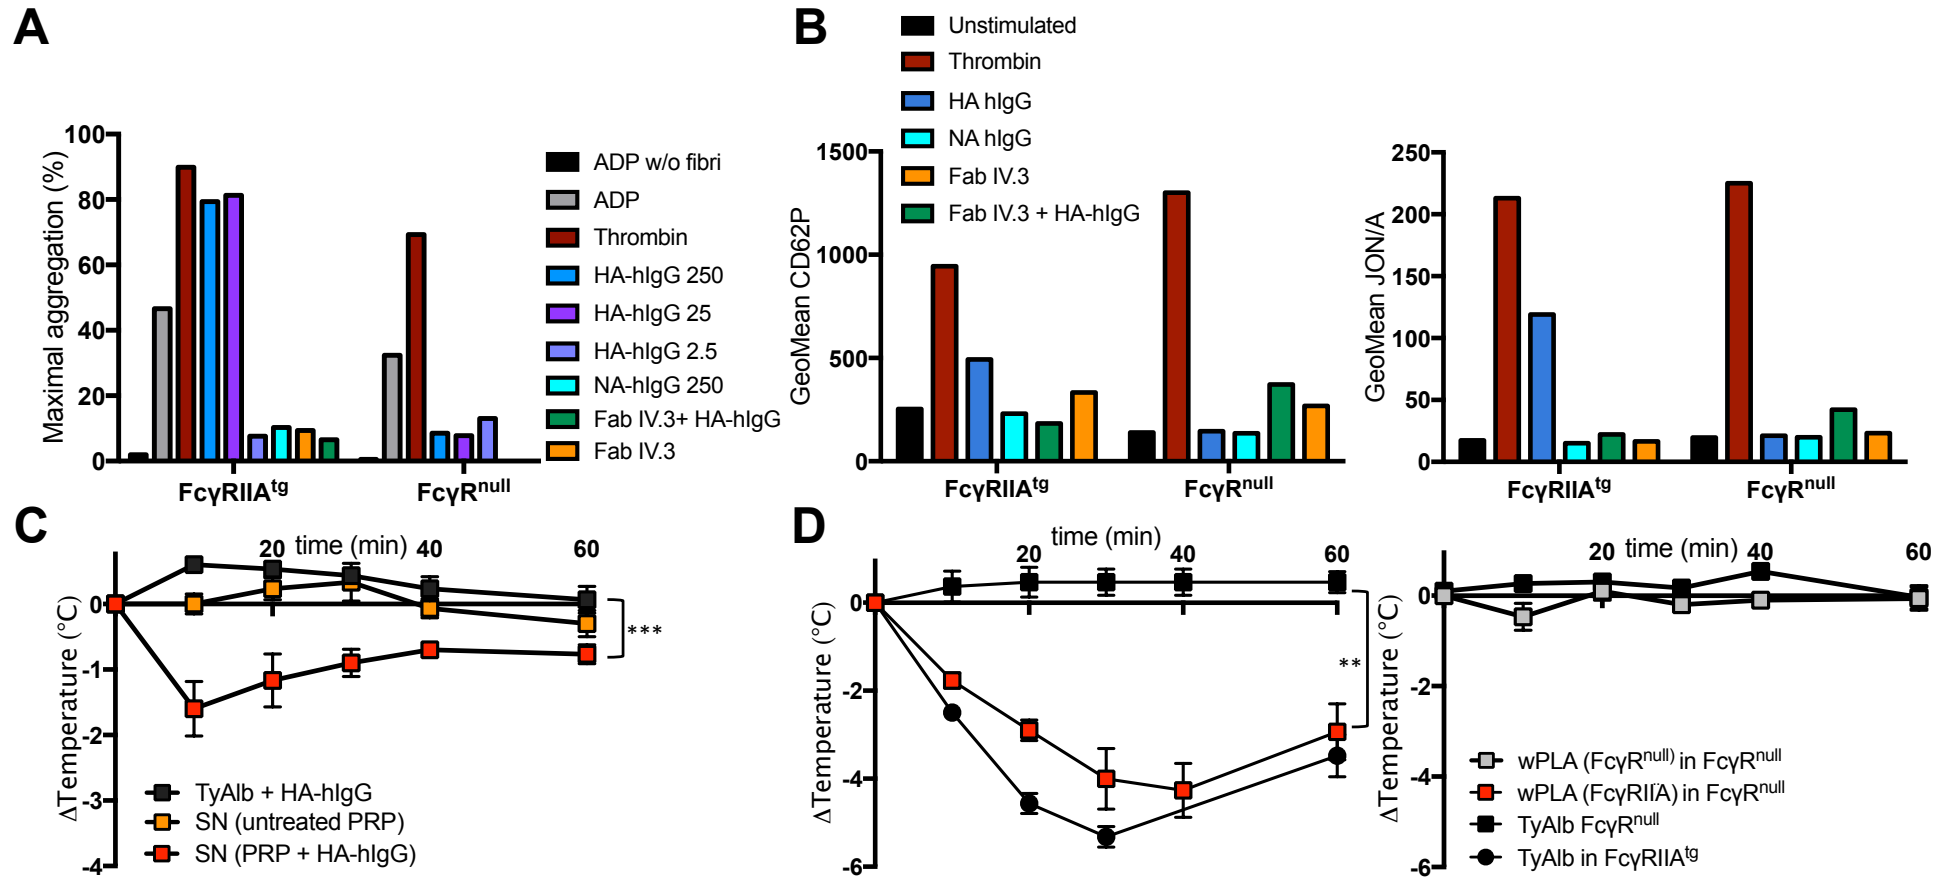 A
Maximal aggregation (%)
100
80
60
40
20
0
FcγRIIAtg
FcγRnull
ADP w/o fibri
ADP
Thrombin
HA-hIgG 250
HA-hIgG 25
HA-hIgG 2.5
NA-hIgG 250
Fab IV.3+ HA-hIgG
Fab IV.3
B
Unstimulated
Thrombin
HA hIgG
NA hIgG
Fab IV.3
Fab IV.3 + HA-hIgG
GeoMean CD62P
1500
1000
500
0
FcγRIIAtg
FcγRnull
GeoMean JON/A
250
200
150
100
50
0
FcγRIIAtg
FcγRnull
C
time (min)
20
40
60
ΔTemperature (°C)
0
-1
-2
-3
-4
***
TyAlb + HA-hIgG
SN (untreated PRP)
SN (PRP + HA-hIgG)
D
time (min)
20
40
60
ΔTemperature (°C)
0
-2
-4
-6
**
time (min)
20
40
60
ΔTemperature (°C)
0
-2
-4
-6
wPLA (FcγRnull) in FcγRnull
wPLA (FcγRIIA) in FcγRnull
TyAlb FcγRnull
TyAlb in FcγRIIAtg